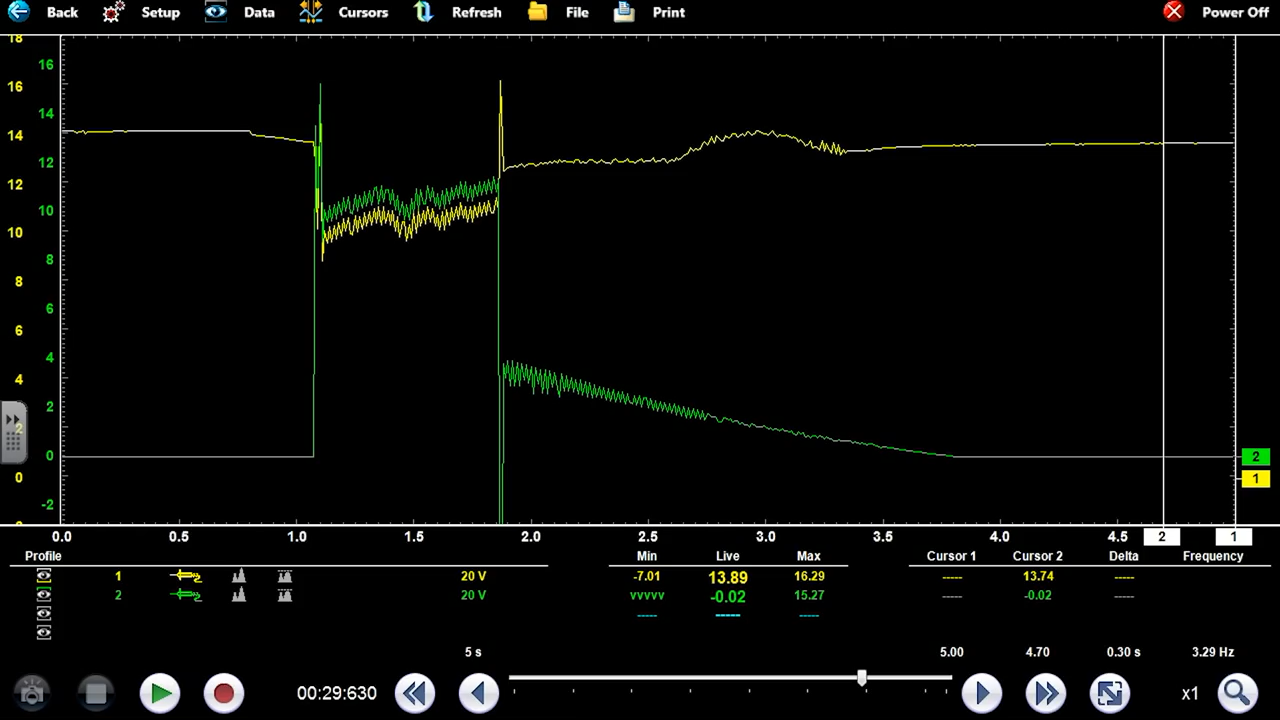 Back Setup Data Cursors Refresh File Print Power Off
18
16
16
14
14
12
12
10
10
8
8
6
6
4
4
2
2
0
0
-2
2
1
0.0 0.5 1.0 1.5 2.0 2.5 3.0 3.5 4.0 4.5 2 1
Profile Min Live Max Cursor 1 Cursor 2 Delta Frequency
1 20 V -7.01 13.89 16.29 ----- 13.74 -----
2 20 V vvvvv -0.02 15.27 ----- -0.02 -----
----- ----- -----
5 s 5.00 4.70 0.30 s 3.29 Hz
00:29:630 x1